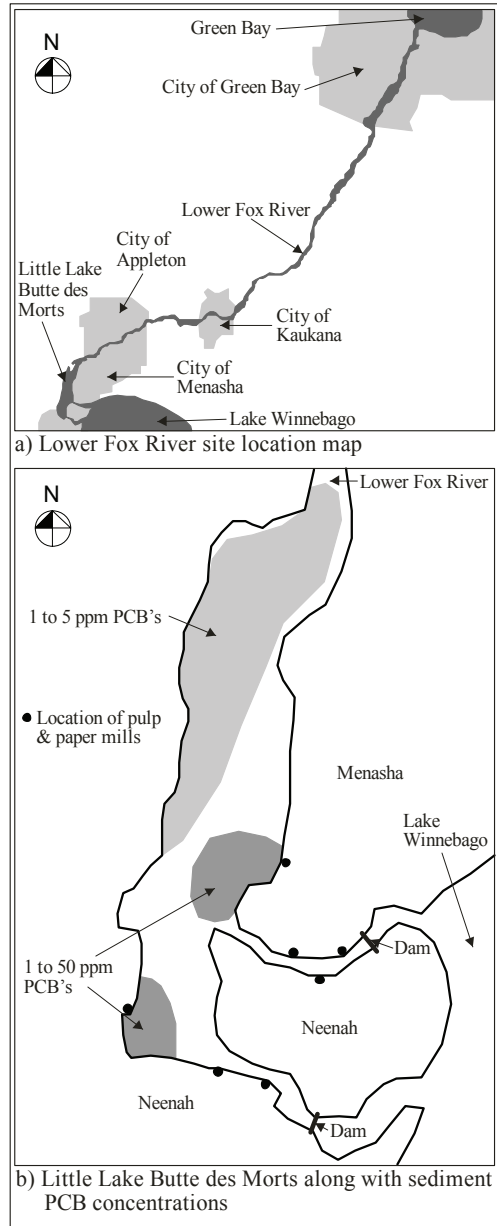 Green Bay
N
City of Green Bay
Lower Fox River
City of
Appleton
Little Lake
Butte des
Morts
City of
Kaukana
City of
Menasha
Lake Winnebago
a) Lower Fox River site location map
N
Lower Fox River
1 to 5 ppm PCB's
Location of pulp
& paper mills
Menasha
Lake
Winnebago
Dam
1 to 50 ppm
PCB's
Neenah
Neenah
Dam
b) Little Lake Butte des Morts along with sediment
PCB concentrations